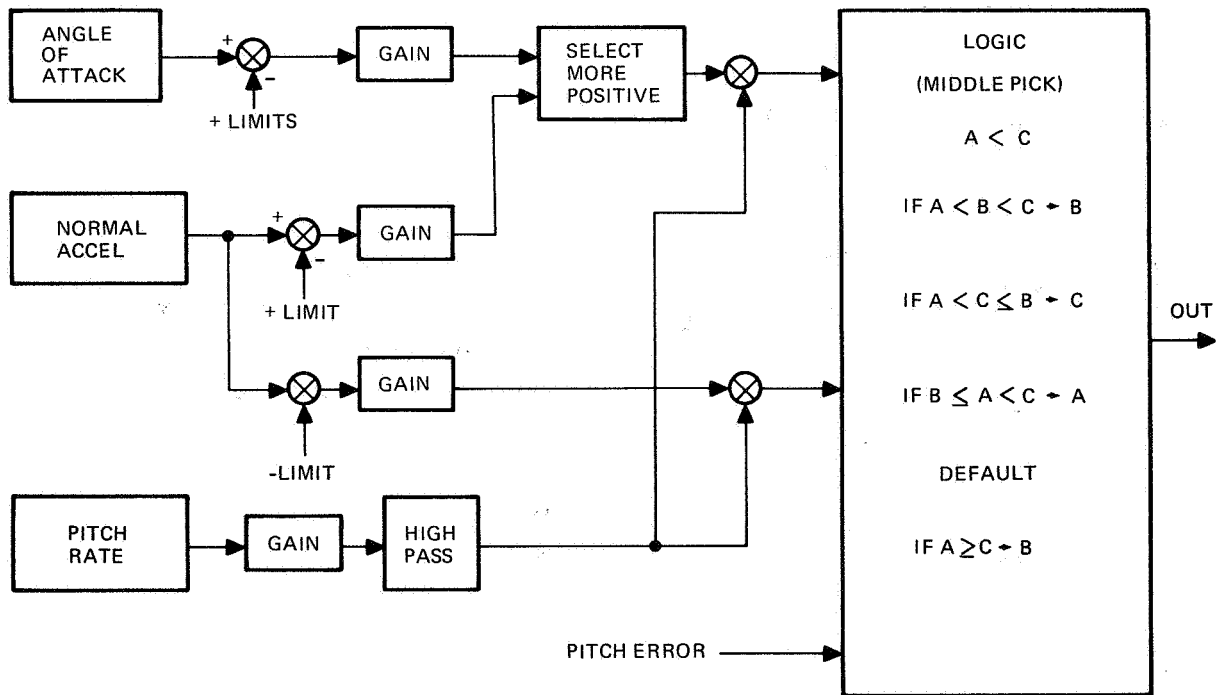 ANGLE
OF
ATTACK
+
-
+ LIMITS
GAIN
SELECT
MORE
POSITIVE
NORMAL
ACCEL
+
-
+ LIMIT
GAIN
-LIMIT
GAIN
PITCH
RATE
GAIN
HIGH
PASS
PITCH ERROR
LOGIC
(MIDDLE PICK)
A < C
IF A < B < C → B
IF A < C ≤ B → C
IF B ≤ A < C → A
DEFAULT
IF A ≥ C → B
OUT